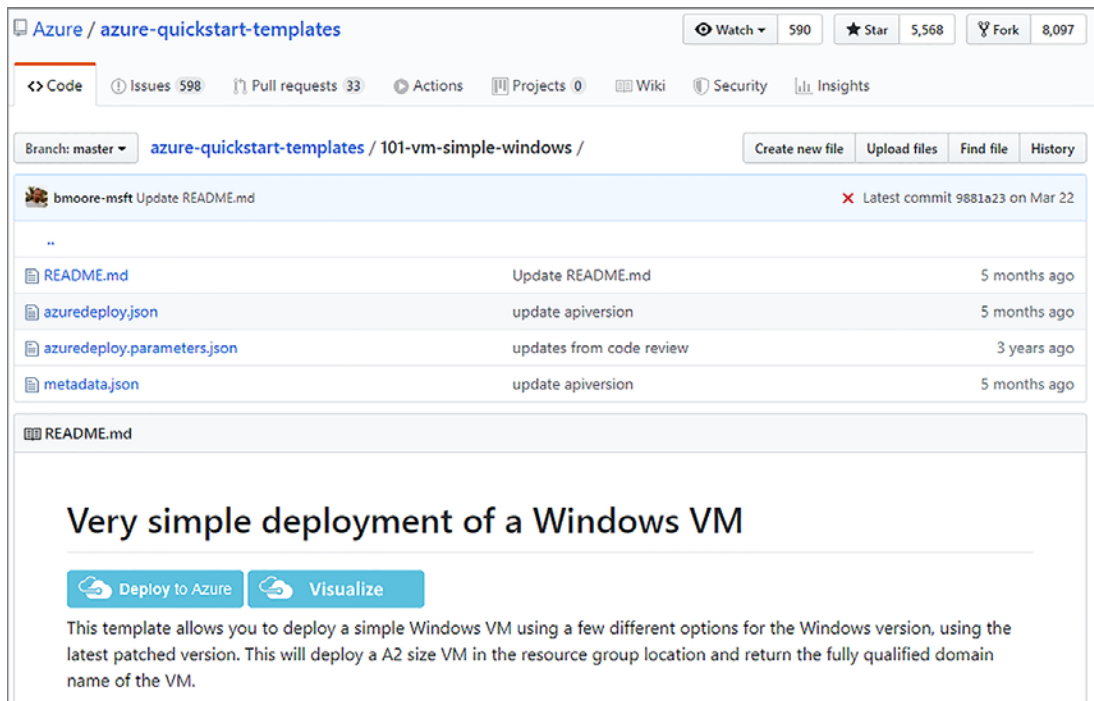 Azure / azure-quickstart-templates
Watch 590 Star 5,568 Fork 8,097
Code Issues 598 Pull requests 33 Actions Projects 0 Wiki Security Insights
Branch: master azure-quickstart-templates / 101-vm-simple-windows / Create new file Upload files Find file History
bmoore-msft Update README.md Latest commit 9881a23 on Mar 22
..
README.md Update README.md 5 months ago
azuredeploy.json update apiversion 5 months ago
azuredeploy.parameters.json updates from code review 3 years ago
metadata.json update apiversion 5 months ago
README.md
Very simple deployment of a Windows VM
Deploy to Azure Visualize
This template allows you to deploy a simple Windows VM using a few different options for the Windows version, using the
latest patched version. This will deploy a A2 size VM in the resource group location and return the fully qualified domain
name of the VM.